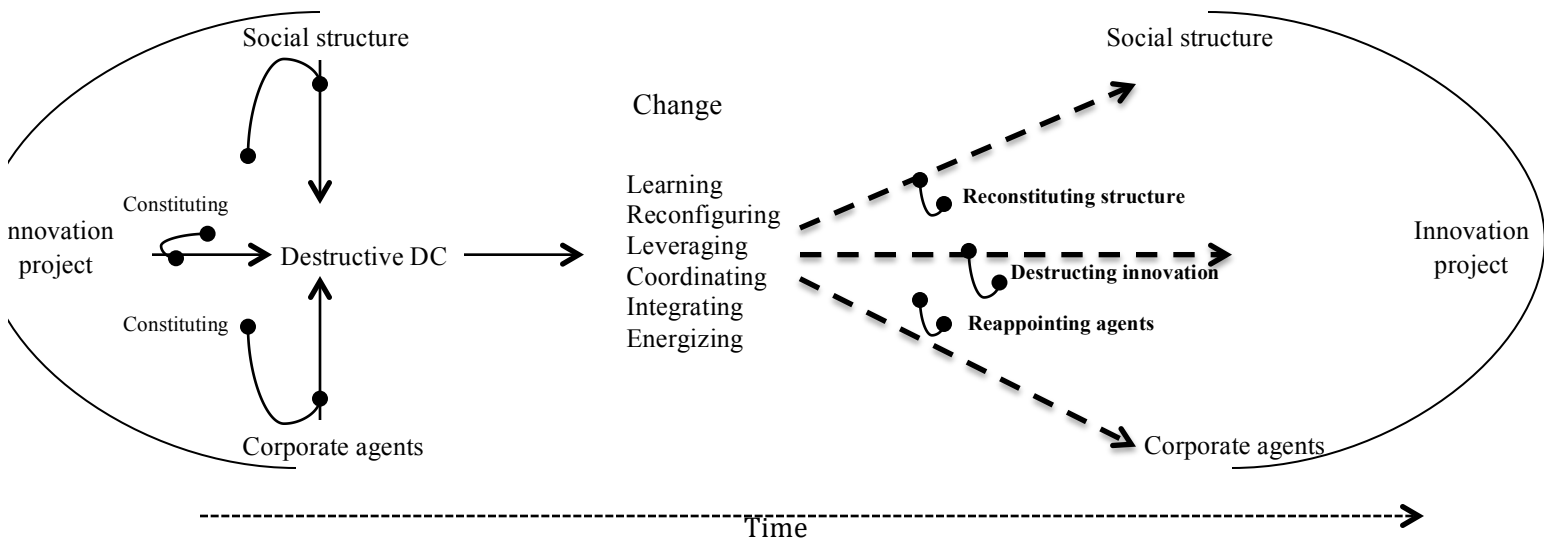 Social structure
Constituting
nnovation
project
Destructive DC
Constituting
Corporate agents
Change
Learning
Reconfiguring
Leveraging
Coordinating
Integrating
Energizing
Reconstituting structure
Destructing innovation
Reappointing agents
Social structure
Innovation
project
Corporate agents
Time